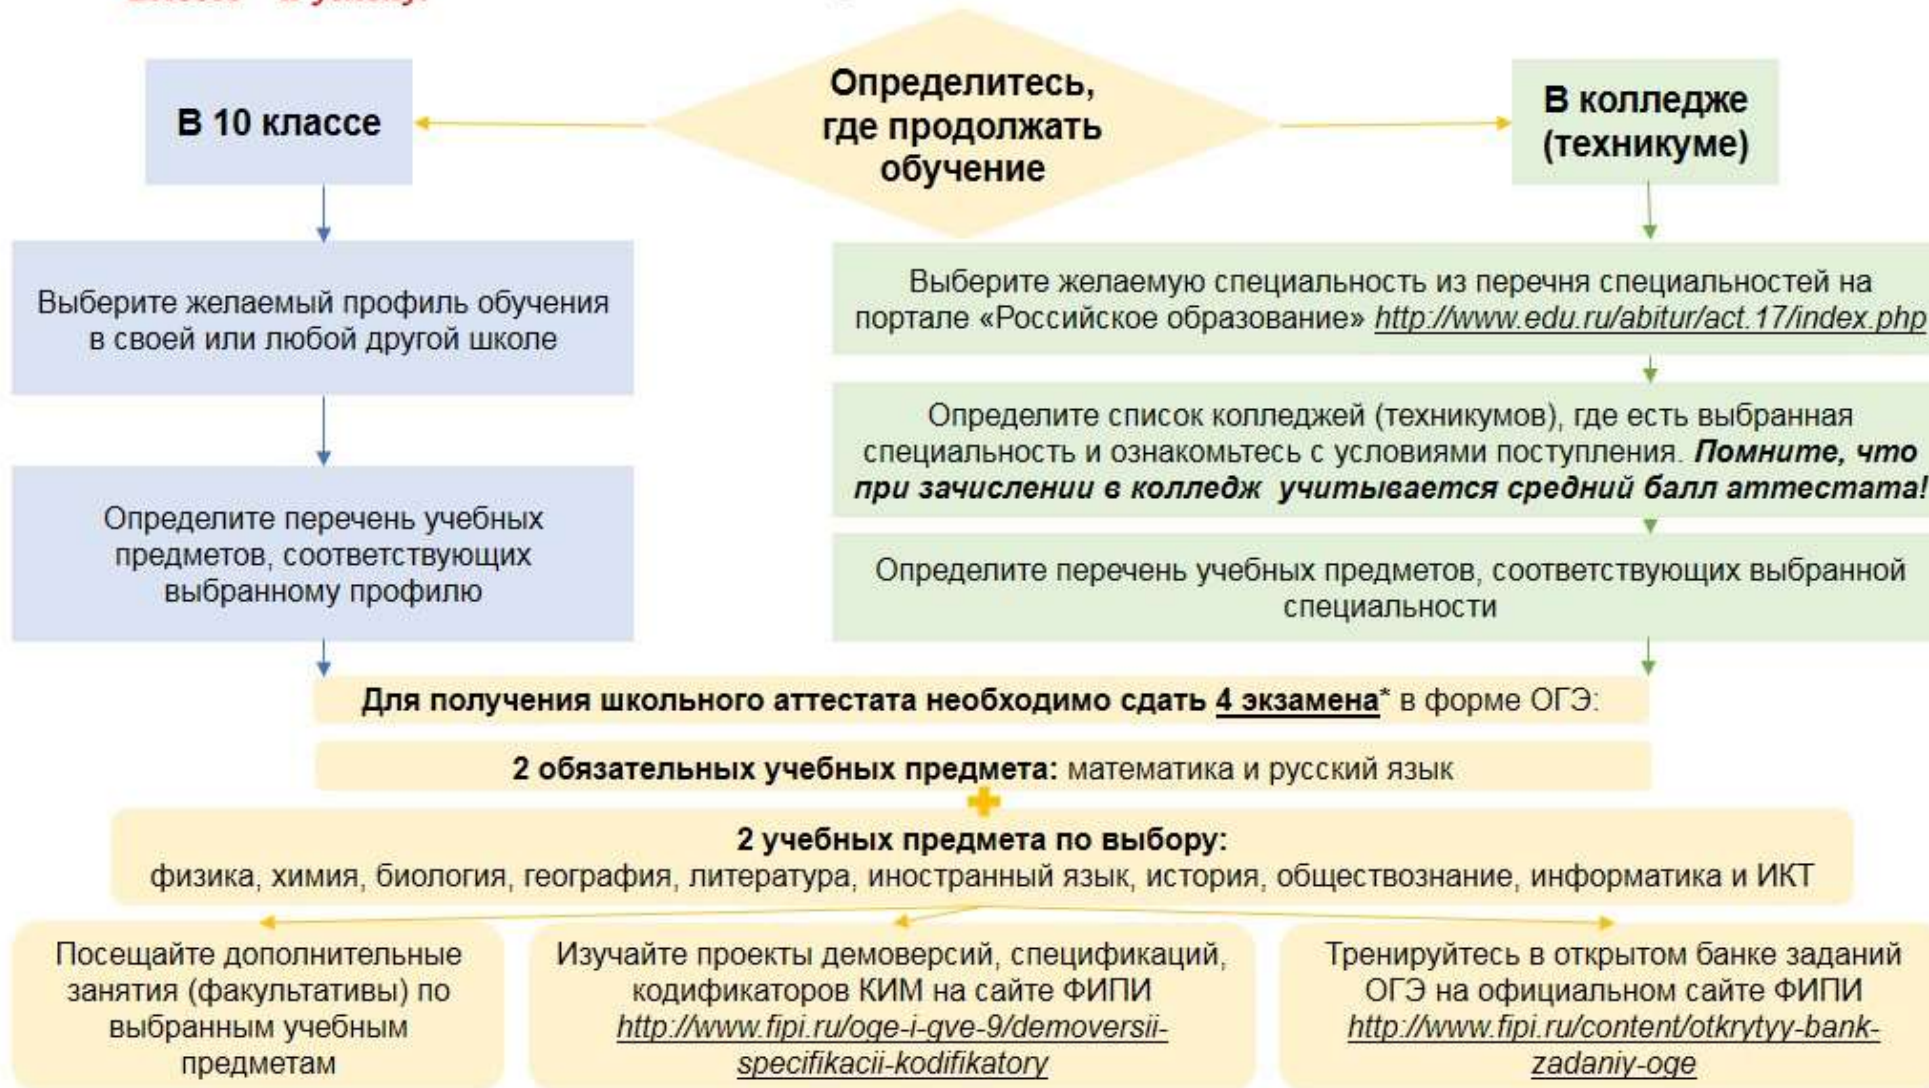 Определитесь,
где продолжать
обучение
В 10 классе
В колледже
(техникуме)
Выберите желаемый профиль обучения
в своей или любой другой школе
Определите перечень учебных
предметов, соответствующих
выбранному профилю
Выберите желаемую специальность из перечня специальностей на
портале «Российское образование» http://www.edu.ru/abitur/act.17/index.php
Определите список колледжей (техникумов), где есть выбранная
специальность и ознакомьтесь с условиями поступления. Помните, что
при зачислении в колледж учитывается средний балл аттестата!
Определите перечень учебных предметов, соответствующих выбранной
специальности
Для получения школьного аттестата необходимо сдать 4 экзамена* в форме ОГЭ:
2 обязательных учебных предмета: математика и русский язык
2 учебных предмета по выбору:
физика, химия, биология, география, литература, иностранный язык, история, обществознание, информатика и ИКТ
Посещайте дополнительные
занятия (факультативы) по
выбранным учебным
предметам
Изучайте проекты демоверсий, спецификаций,
кодификаторов КИМ на сайте ФИПИ
http://www.fipi.ru/oge-i-gve-9/demoversii-
specifikacii-kodifikatory
Тренируйтесь в открытом банке заданий
ОГЭ на официальном сайте ФИПИ
http://www.fipi.ru/content/otkrytyy-bank-
zadaniy-oge